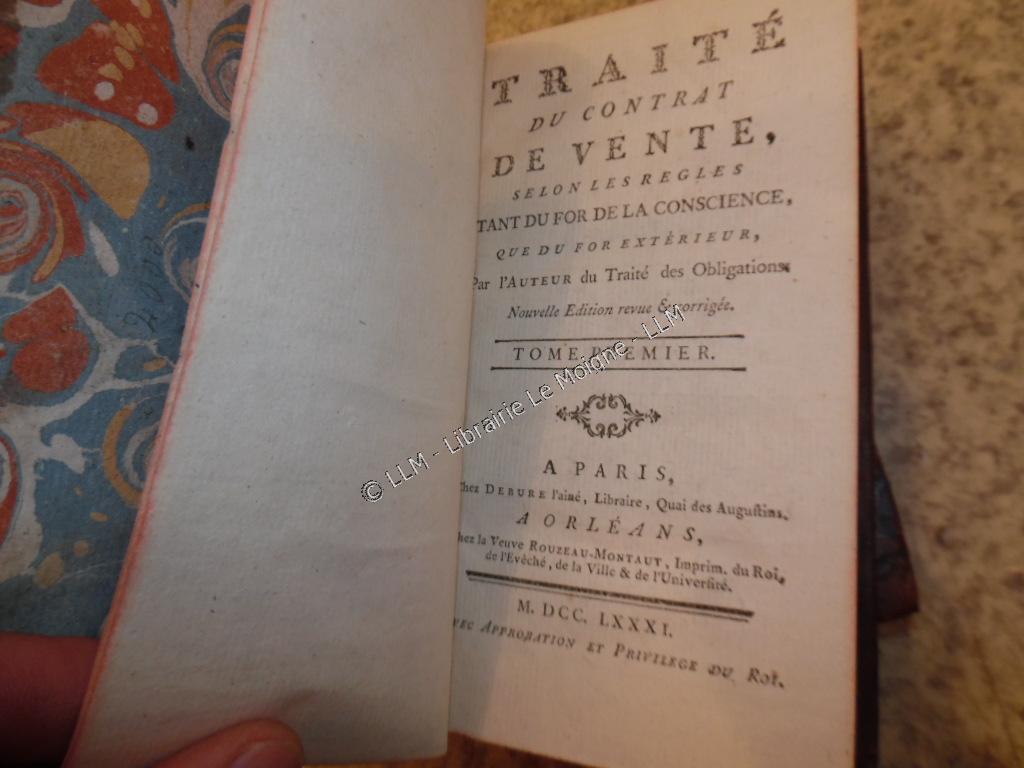 TRAITÉ
DU CONTRAT
DE VENTE,
SELON LES REGLES
TANT DU FOR DE LA CONSCIENCE,
QUE DU FOR EXTÉRIEUR,
Par l'AUTEUR du Traité des Obligations.
Nouvelle Edition revue & corrigée.
TOME PREMIER.
A PARIS,
Chez DEBURE l'aîné, Libraire, Quai des Augustins.
A ORLÉANS,
Chez la Veuve ROUZEAU-MONTAUT, Imprim. du Roi,
de l'Evêché, de la Ville & de l'Université.
M. DCC. LXXXI.
AVEC APPROBATION ET PRIVILEGE DU ROI.
© LLM - Librairie Le Moigne - LLM